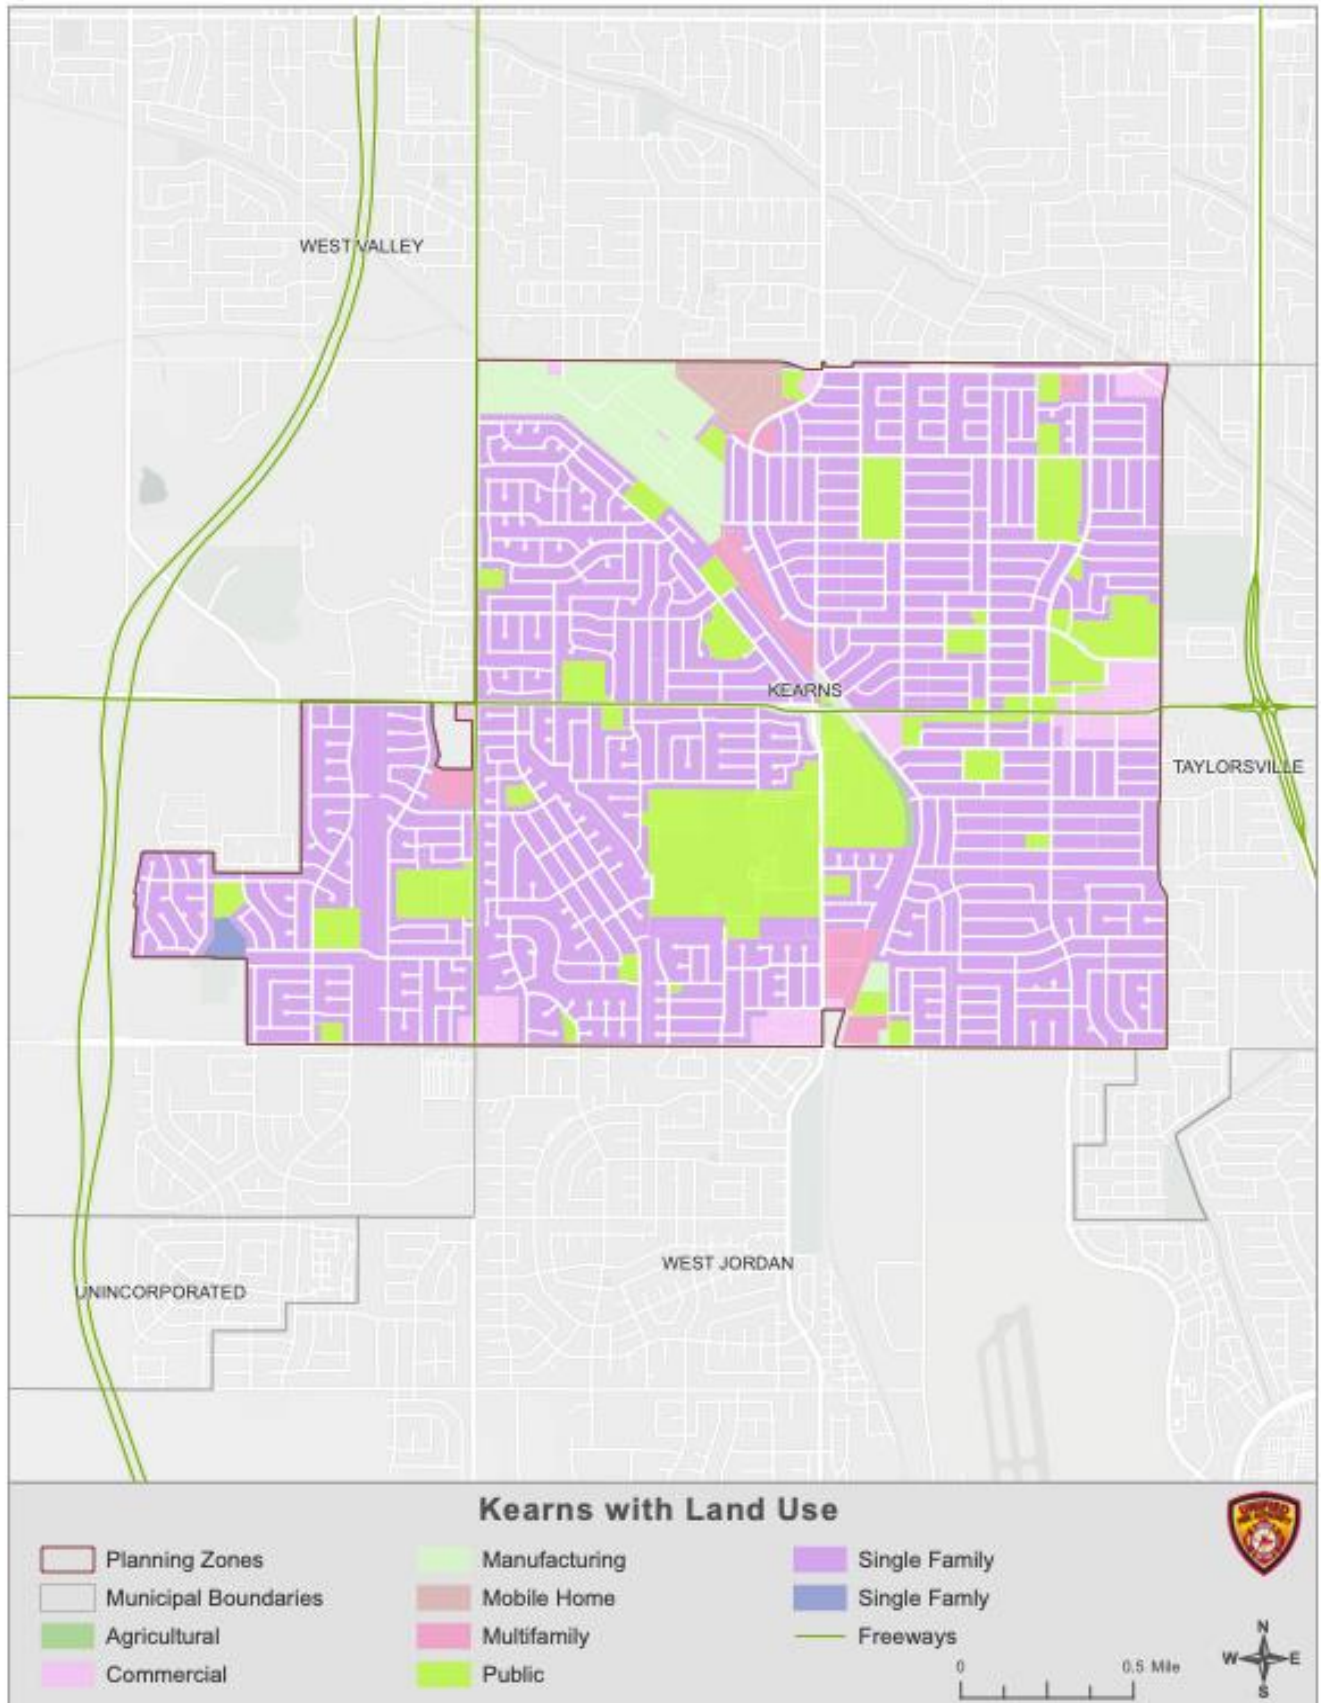 WEST VALLEY
KEARNS
TAYLORSVILLE
WEST JORDAN
UNINCORPORATED
Kearns with Land Use
Planning Zones
Municipal Boundaries
Agricultural
Commercial
Manufacturing
Mobile Home
Multifamily
Public
Single Family
Single Famly
Freeways
0 0.5 Mile
N
W E
S